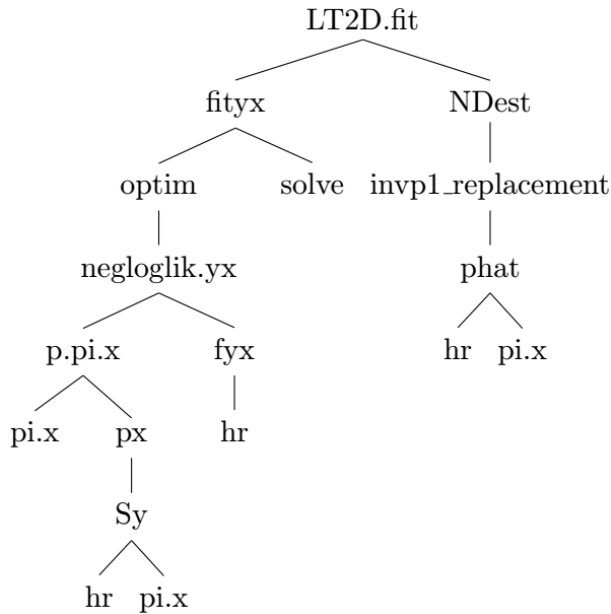 LT2D.fit
fityx NDest
optim solve invp1_replacement
negloglik.yx phat
p.pi.x fyx hr pi.x
pi.x px hr
Sy
hr pi.x